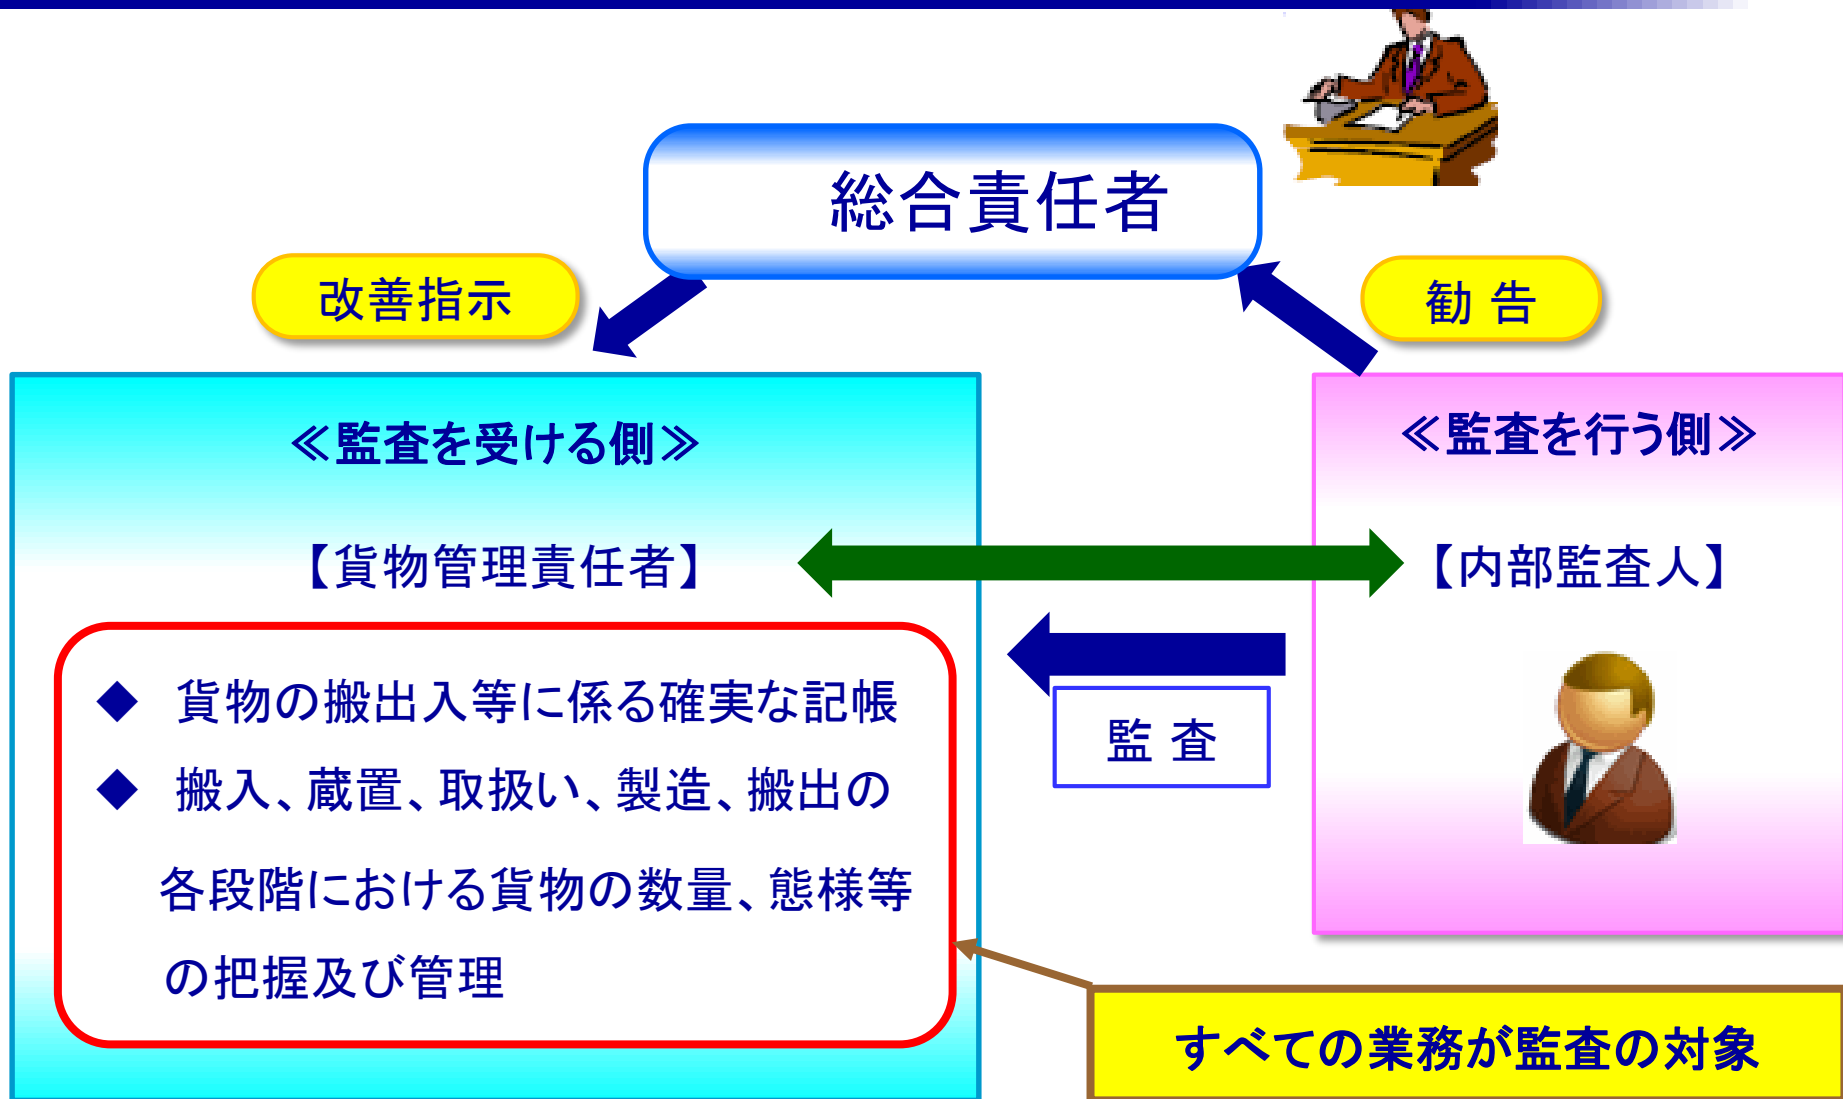 総合責任者
改善指示
勧 告
≪監査を受ける側≫
【貨物管理責任者】
◆ 貨物の搬出入等に係る確実な記帳
◆ 搬入、蔵置、取扱い、製造、搬出の
各段階における貨物の数量、態様等
の把握及び管理
監 査
≪監査を行う側≫
【内部監査人】
すべての業務が監査の対象